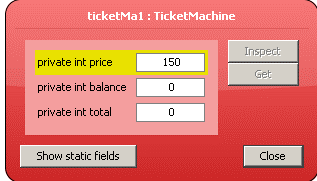 ticketMa1 : TicketMachine
private int price 150
Inspect
Get
private int balance 0
private int total 0
Show static fields
Close